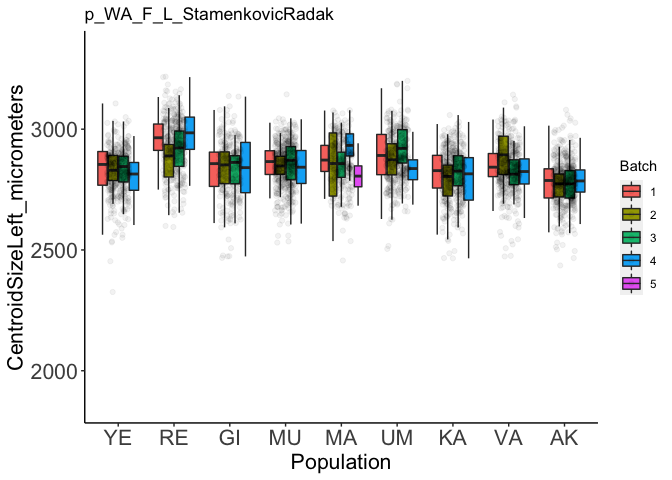 p_WA_F_L_StamenkovicRadak
CentroidSizeLeft_micrometers
3000
2500
2000
YE RE GI MU MA UM KA VA AK
Population
Batch
1
2
3
4
5